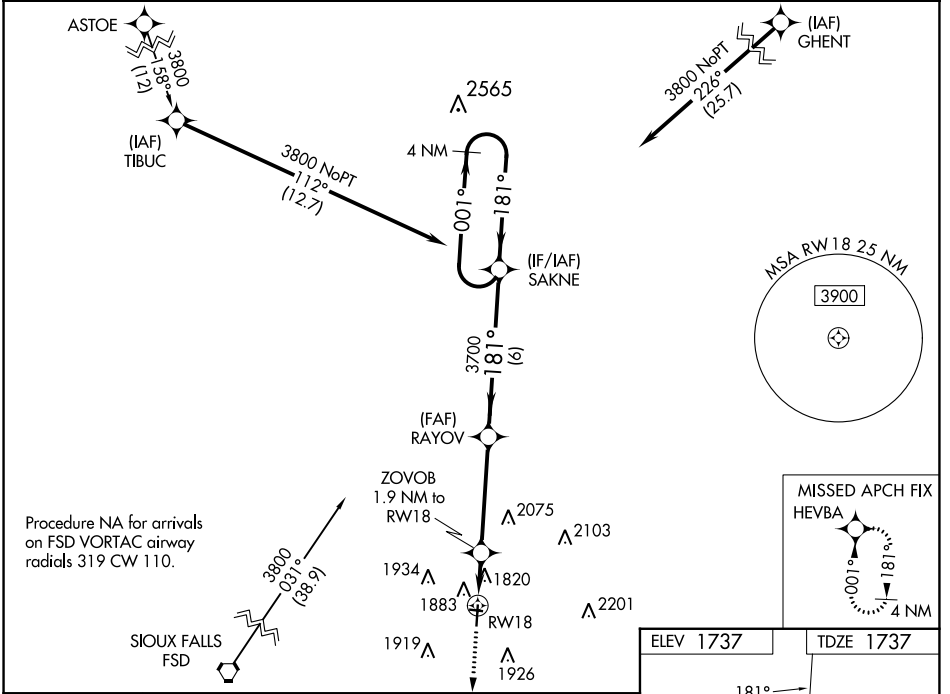 ASTOE
3800
158°
(12)
(IAF)
TIBUC
3800 NoPT
112°
(12.7)
2565
4 NM
001°
181°
(IF/IAF)
SAKNE
(IAF)
GHENT
3800 NoPT
226°
(25.7)
MSA RW18 25 NM
3900
3700
181°
(6)
(FAF)
RAYOV
ZOVOB
1.9 NM to
RW18
2075
2103
1934
1820
1883
RW18
2201
1919
1926
Procedure NA for arrivals
on FSD VORTAC airway
radials 319 CW 110.
3800
031°
(38.9)
SIOUX FALLS
FSD
MISSED APCH FIX
HEVBA
001°
181°
4 NM
ELEV 1737
TDZE 1737
181°